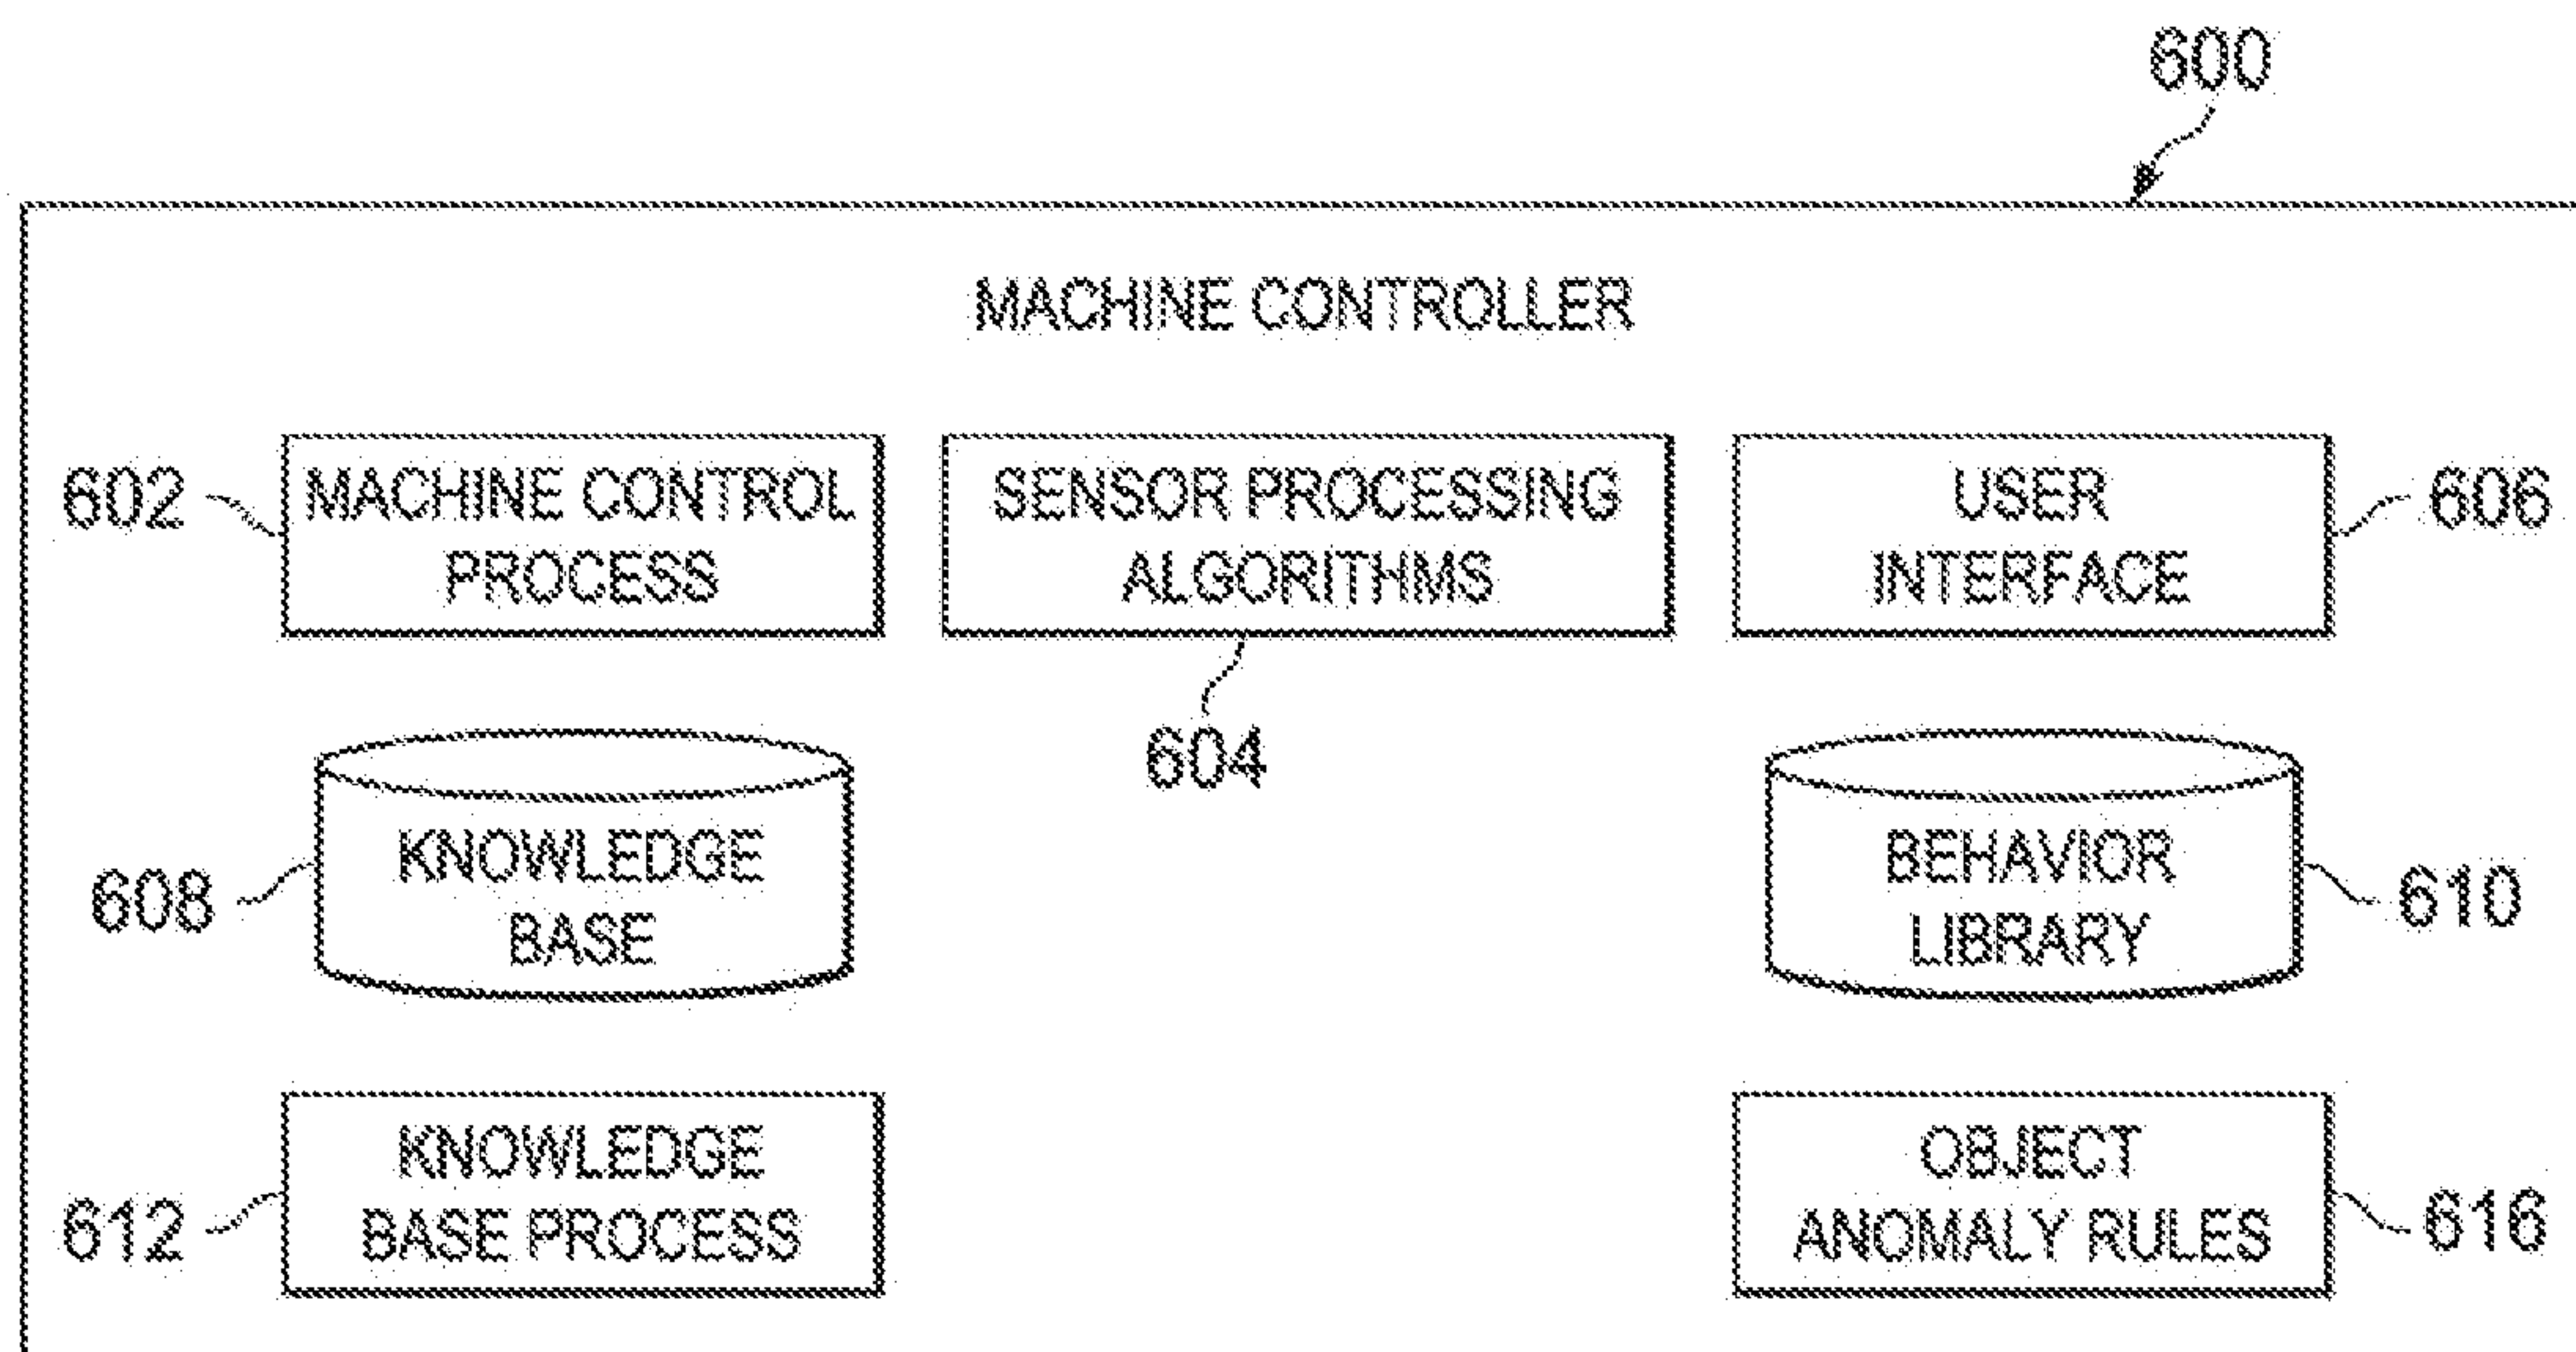 600
MACHINE CONTROLLER
602
MACHINE CONTROL
PROCESS
SENSOR PROCESSING
ALGORITHMS
USER
INTERFACE
606
604
608
KNOWLEDGE
BASE
BEHAVIOR
LIBRARY
610
612
KNOWLEDGE
BASE PROCESS
OBJECT
ANOMALY RULES
616